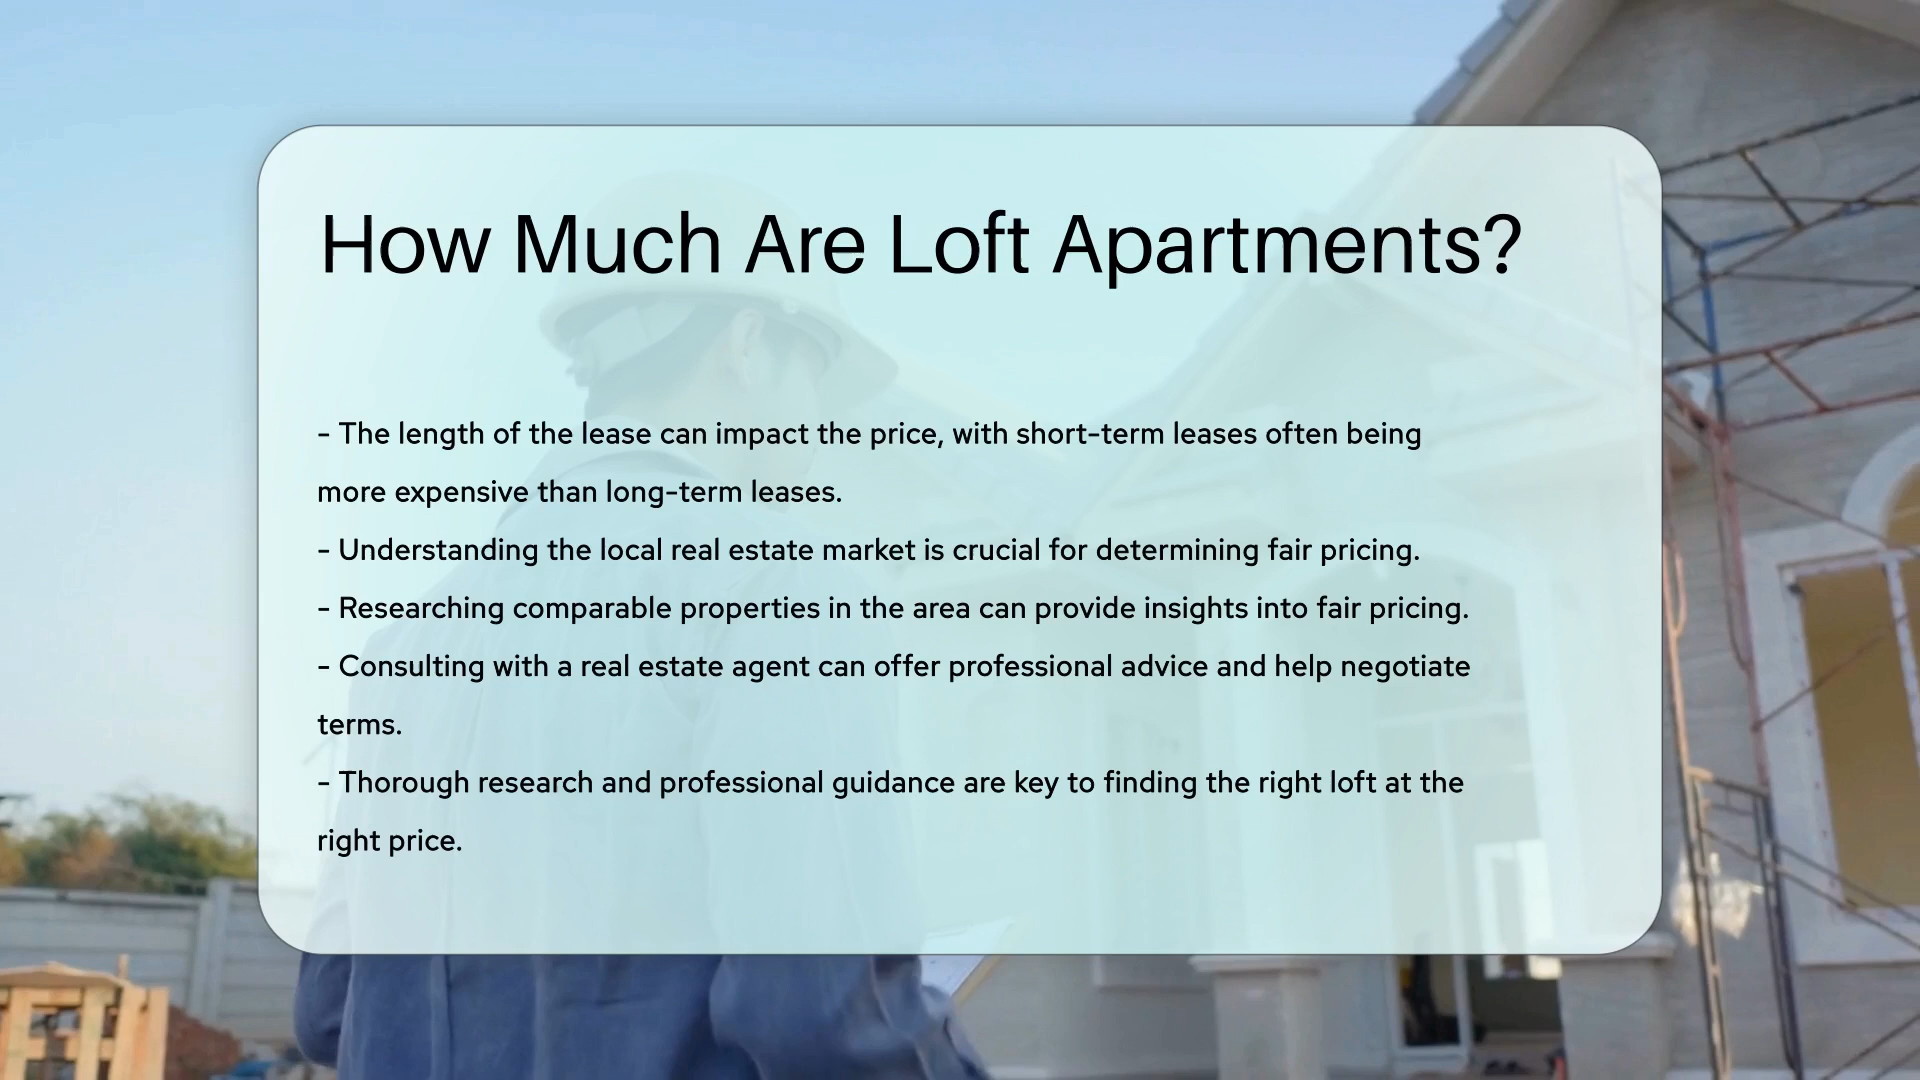 How Much Are Loft Apartments?
- The length of the lease can impact the price, with short-term leases often being
more expensive than long-term leases.
- Understanding the local real estate market is crucial for determining fair pricing.
- Researching comparable properties in the area can provide insights into fair pricing.
- Consulting with a real estate agent can offer professional advice and help negotiate
terms.
- Thorough research and professional guidance are key to finding the right loft at the
right price.